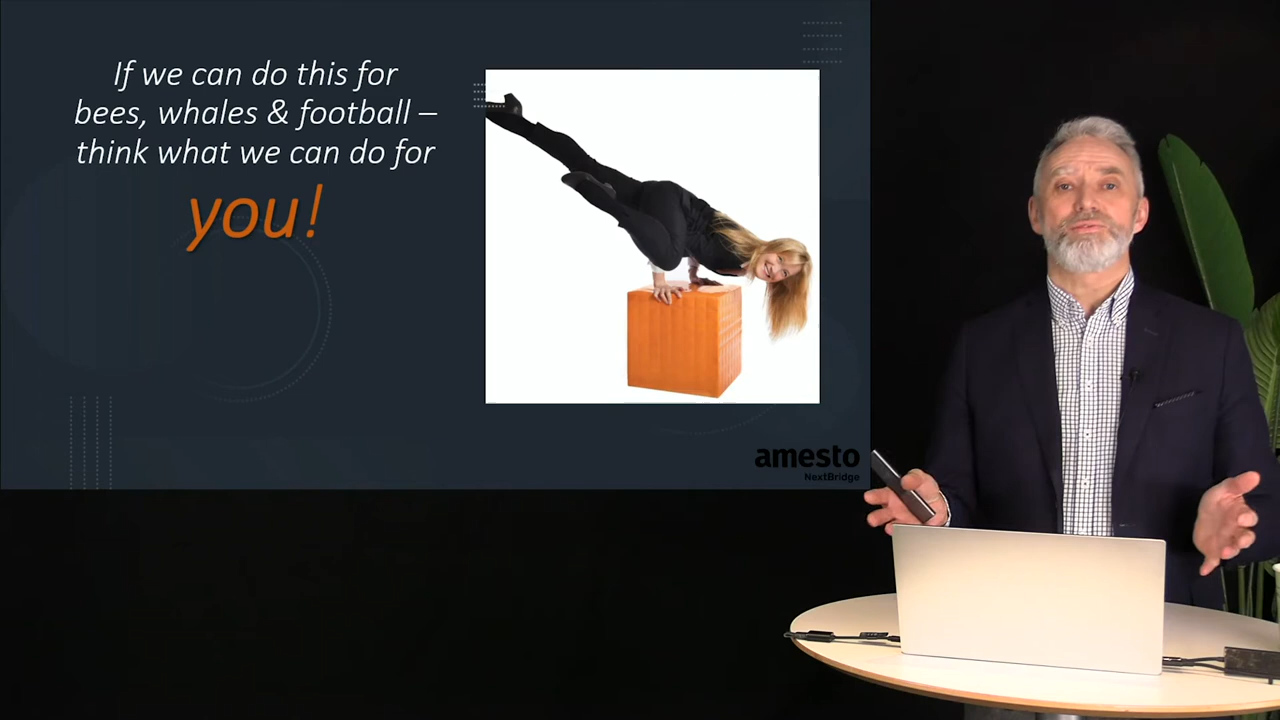 If we can do this for
bees, whales & football –
think what we can do for
you!
amesto
NextBridge